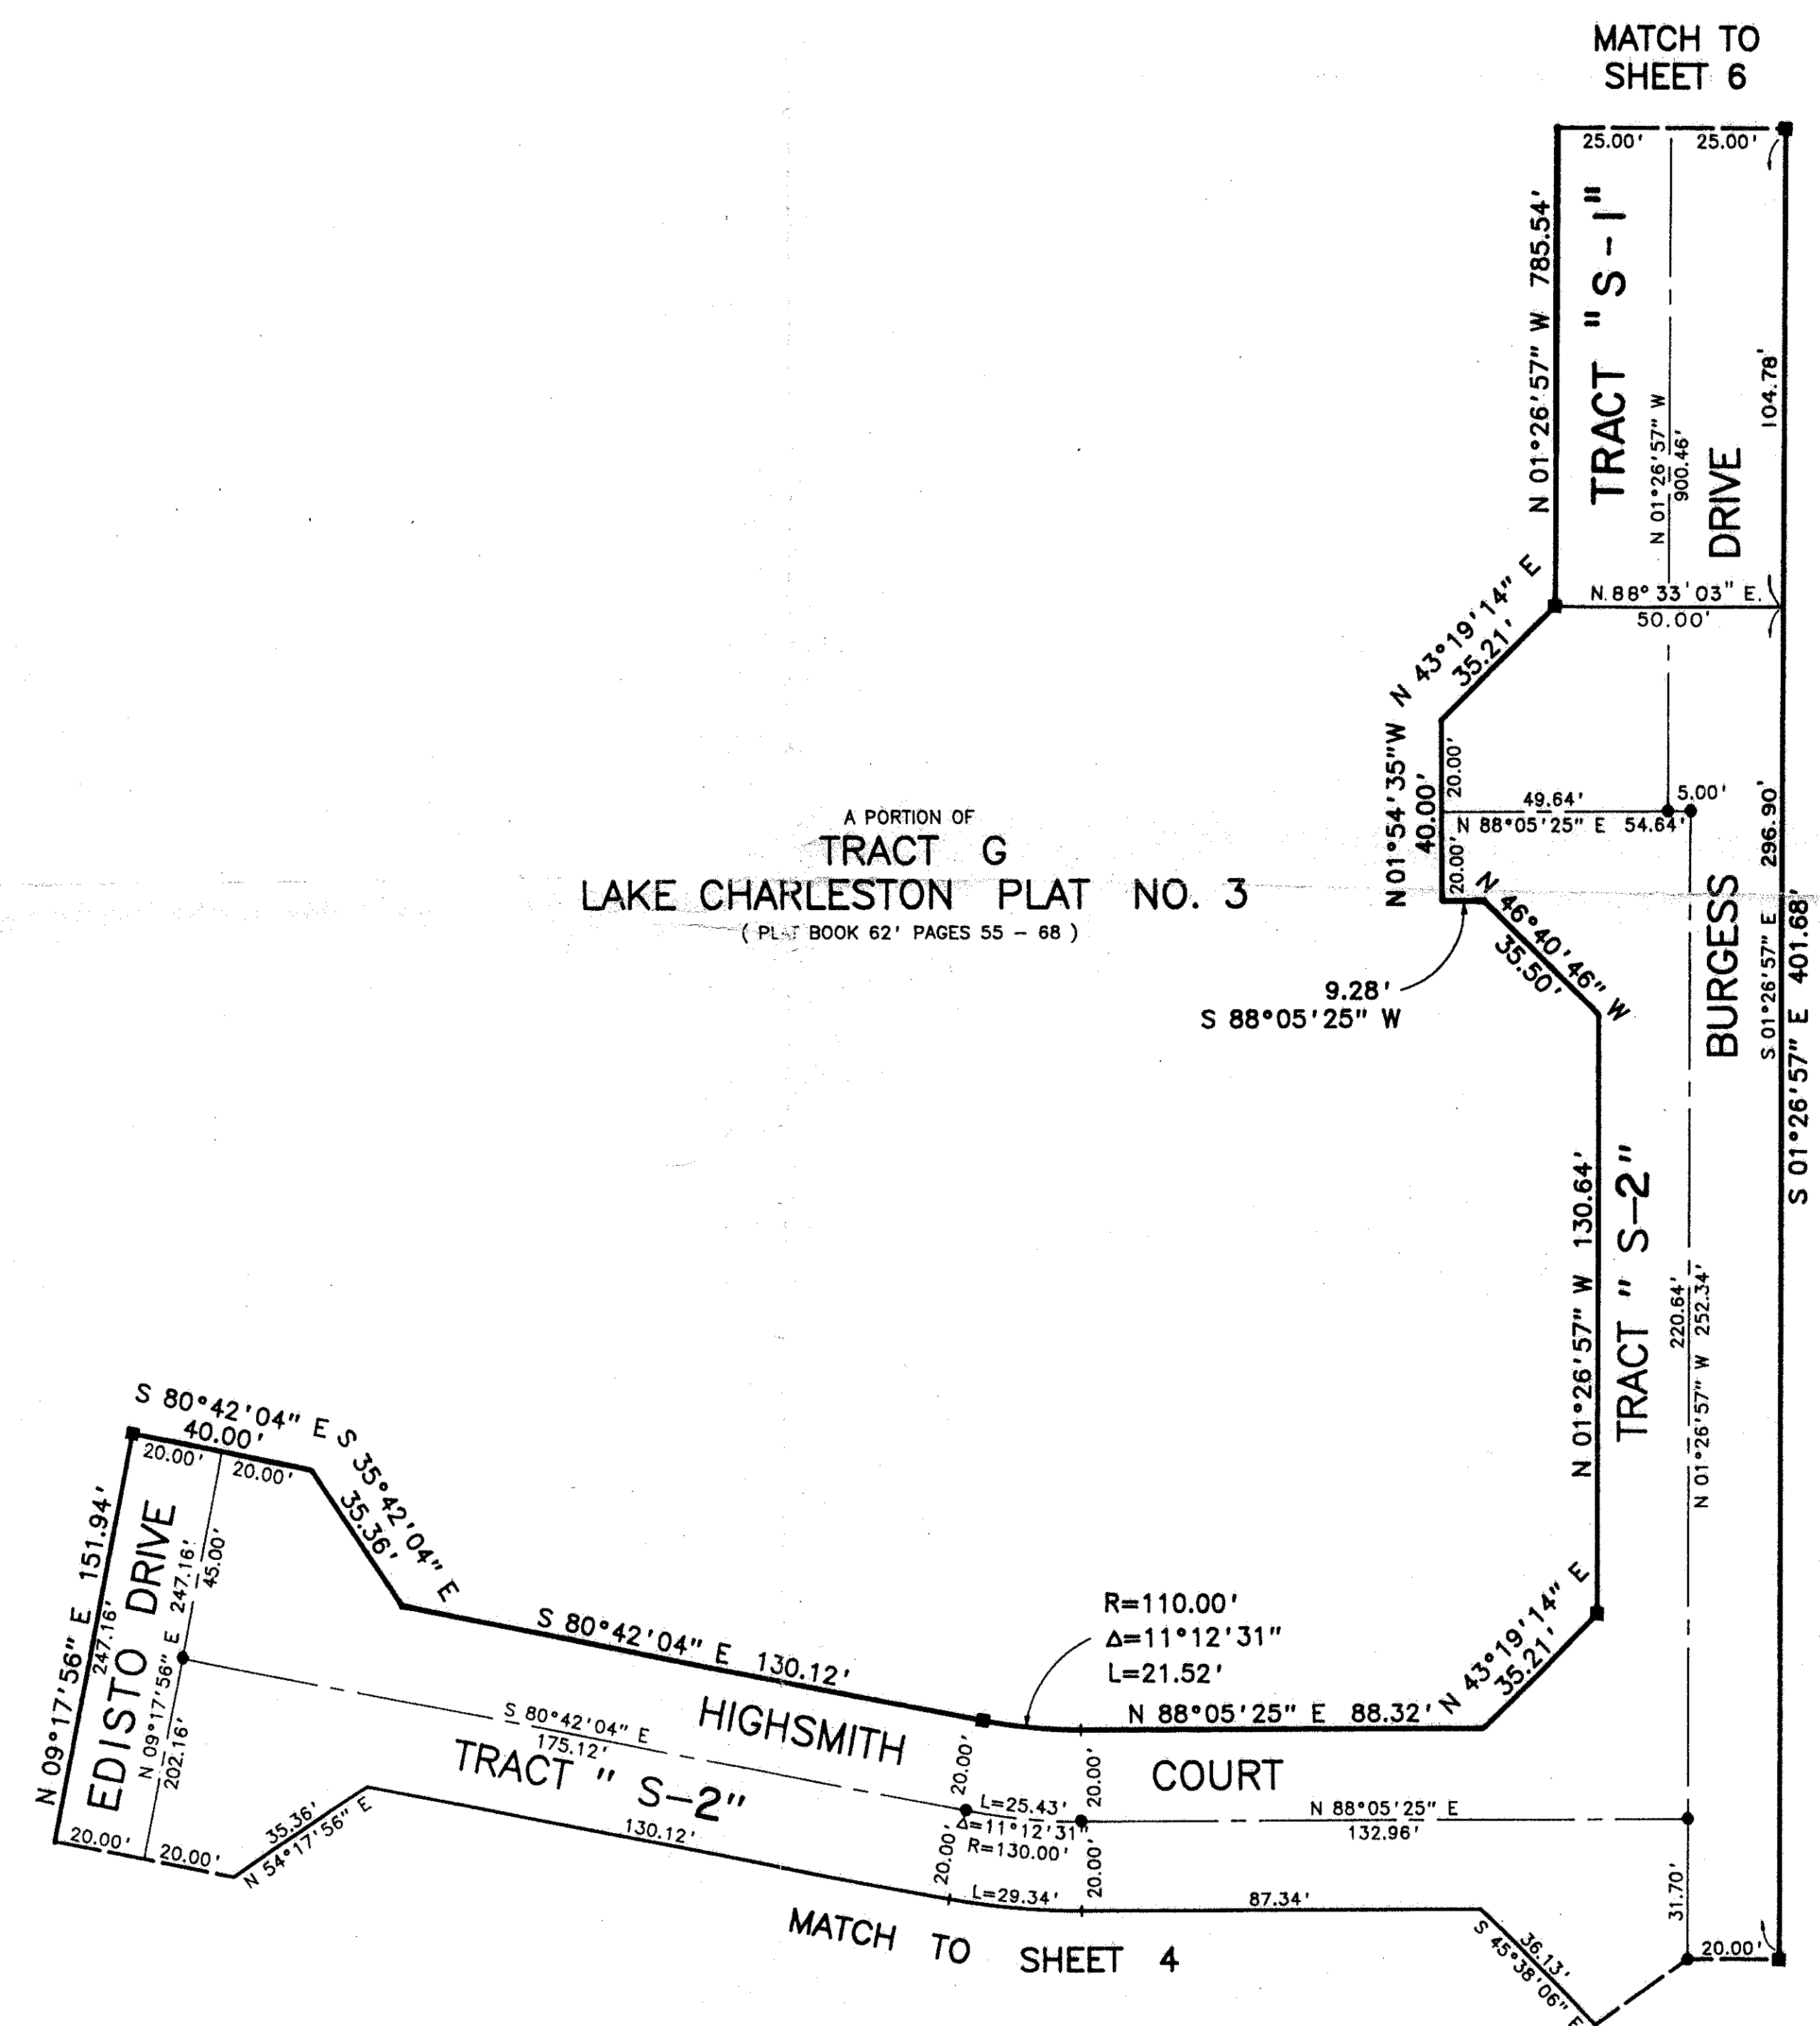 MATCH TO
SHEET 6
25.00'
25.00'
N 01°26'57" W 785.54'
TRACT "S-1"
N 01°26'57" W
900.46'
DRIVE
104.78'
N 43°19'14" E
35.21'
N.88°33'03" E.
50.00'
N 01°54'35"W
40.00'
20.00'
20.00'
49.64'
5.00'
N 88°05'25" E 54.64'
A PORTION OF
TRACT G
LAKE CHARLESTON PLAT NO. 3
( PLAT BOOK 62' PAGES 55 - 68 )
N 46°40'46" W
35.50'
9.28'
S 88°05'25" W
BURGESS
S 01°26'57" E 296.90'
S 01°26'57" E 401.68'
N 01°26'57" W 130.64'
TRACT " S-2"
220.64'
N 01°26'57" W 252.34'
S 80°42'04" E
40.00'
20.00'
20.00'
S 35°42'04" E
35.36'
N 09°17'56" E 151.94'
247.16'
EDISTO DRIVE
N 09°17'56" E 247.16'
45.00'
202.16'
S 80°42'04" E 130.12'
R=110.00'
Δ=11°12'31"
L=21.52'
N 88°05'25" E 88.32'
N 43°19'14" E
35.21'
S 80°42'04" E
175.12'
HIGHSMITH
COURT
TRACT " S-2"
20.00'
20.00'
L=25.43'
Δ=11°12'31"
R=130.00'
N 88°05'25" E
132.96'
20.00'
20.00'
35.36'
N 54°17'56" E
130.12'
20.00'
20.00'
L=29.34'
87.34'
31.70'
20.00'
36.13'
S 45°38'06" E
MATCH TO SHEET 4